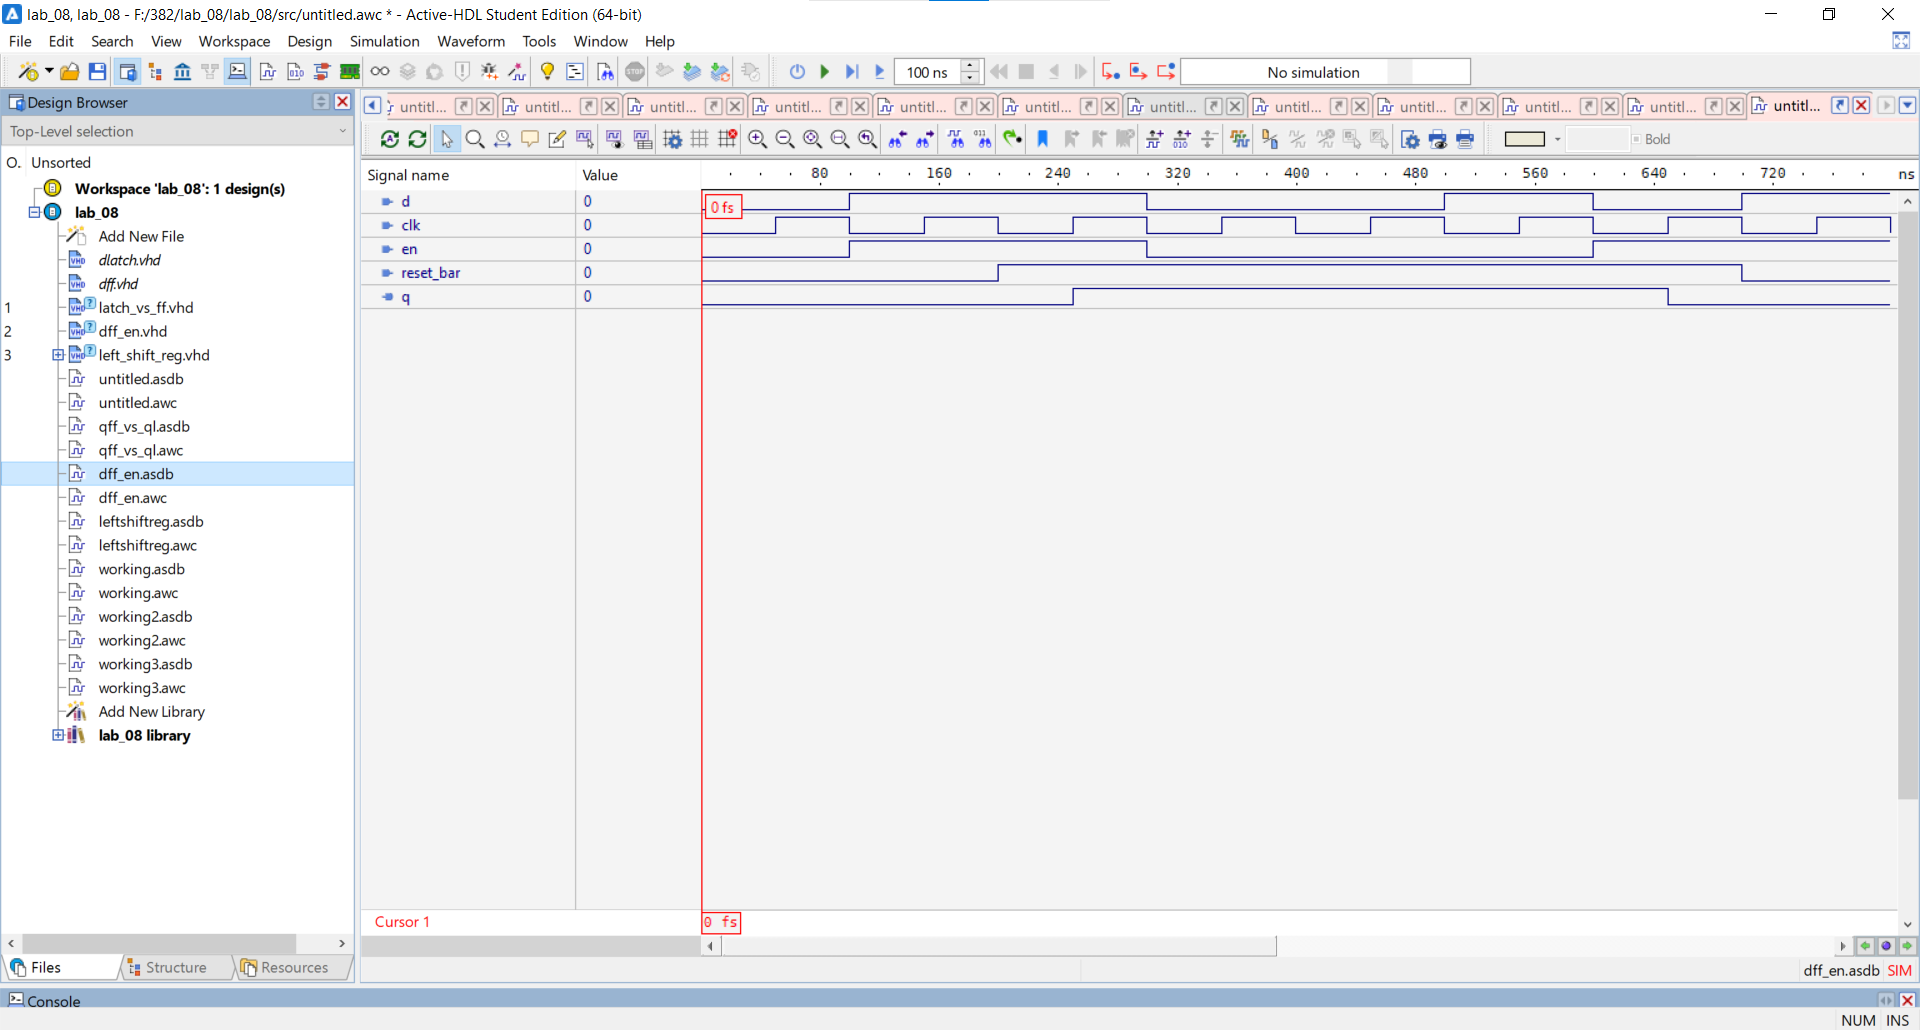 lab_08, lab_08 - F:/382/lab_08/lab_08/src/untitled.awc * - Active-HDL Student Edition (64-bit)
File Edit Search View Workspace Design Simulation Waveform Tools Window Help
100 ns No simulation
Design Browser
untitl... untitl... untitl... untitl... untitl... untitl... untitl... untitl... untitl... untitl... untitl... untitl...
Top-Level selection
Bold
O. Unsorted
Workspace 'lab_08': 1 design(s)
lab_08
Add New File
dlatch.vhd
dff.vhd
1 latch_vs_ff.vhd
2 dff_en.vhd
3 left_shift_reg.vhd
untitled.asdb
untitled.awc
qff_vs_ql.asdb
qff_vs_ql.awc
dff_en.asdb
dff_en.awc
leftshiftreg.asdb
leftshiftreg.awc
working.asdb
working.awc
working2.asdb
working2.awc
working3.asdb
working3.awc
Add New Library
lab_08 library
Files Structure Resources
Signal name Value 80 160 240 320 400 480 560 640 720 ns
d 0 0 fs
clk 0
en 0
reset_bar 0
q 0
Cursor 1 0 fs
dff_en.asdb SIM
Console
NUM INS